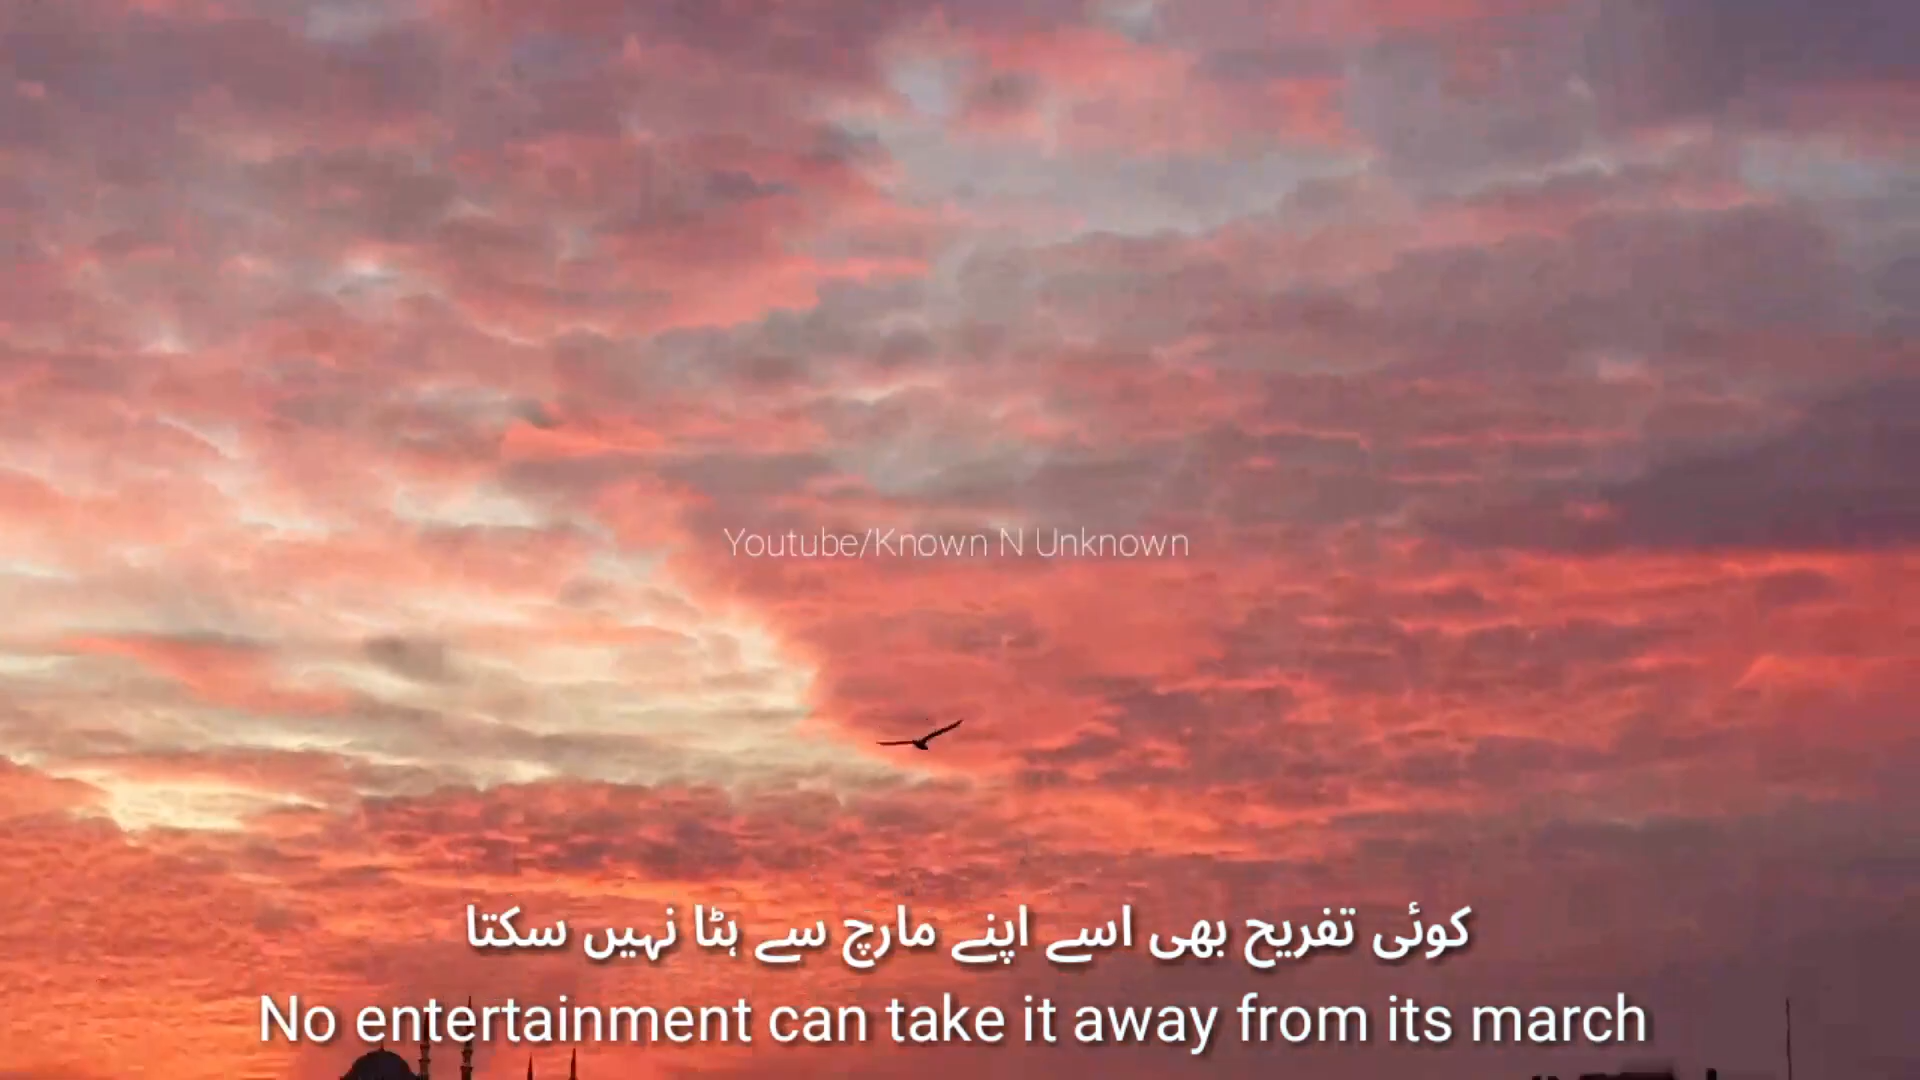 Youtube/Known N Unknown
کوئی تفریح بھی اسے اپنے مارچ سے ہٹا نہیں سکتا
No entertainment can take it away from its march